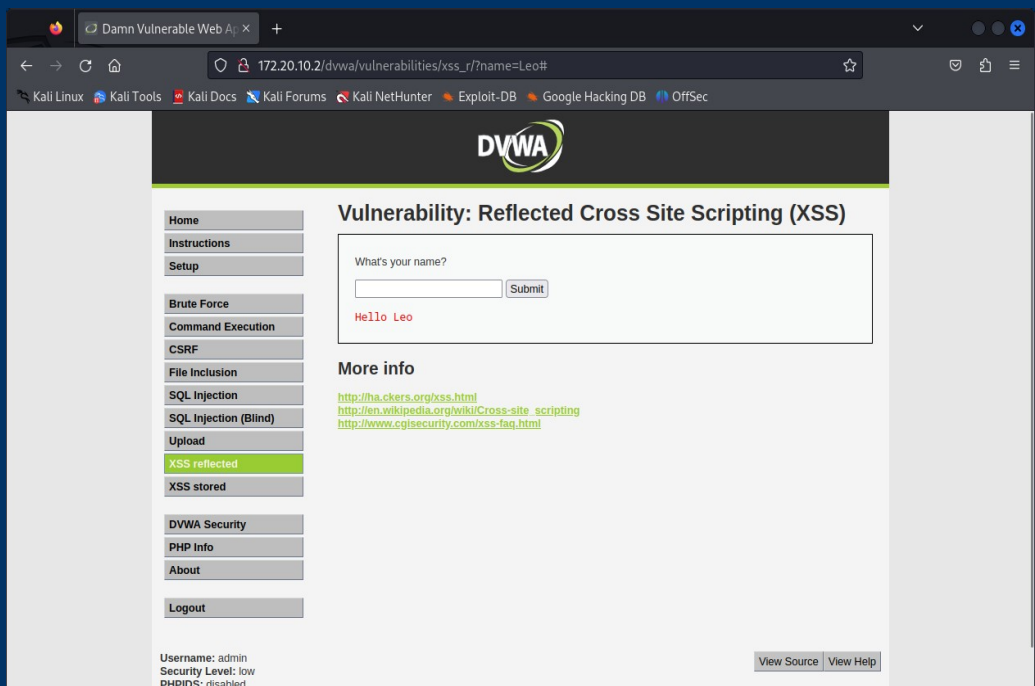 Damn Vulnerable Web Ap
172.20.10.2/dvwa/vulnerabilities/xss_r/?name=Leo#
Kali Linux Kali Tools Kali Docs Kali Forums Kali NetHunter Exploit-DB Google Hacking DB OffSec
DVWA
Home
Instructions
Setup
Brute Force
Command Execution
CSRF
File Inclusion
SQL Injection
SQL Injection (Blind)
Upload
XSS reflected
XSS stored
DVWA Security
PHP Info
About
Logout
Vulnerability: Reflected Cross Site Scripting (XSS)
What's your name?
Submit
Hello Leo
More info
http://ha.ckers.org/xss.html
http://en.wikipedia.org/wiki/Cross-site_scripting
http://www.cgisecurity.com/xss-faq.html
Username: admin
Security Level: low
PHPIDS: disabled
View Source View Help